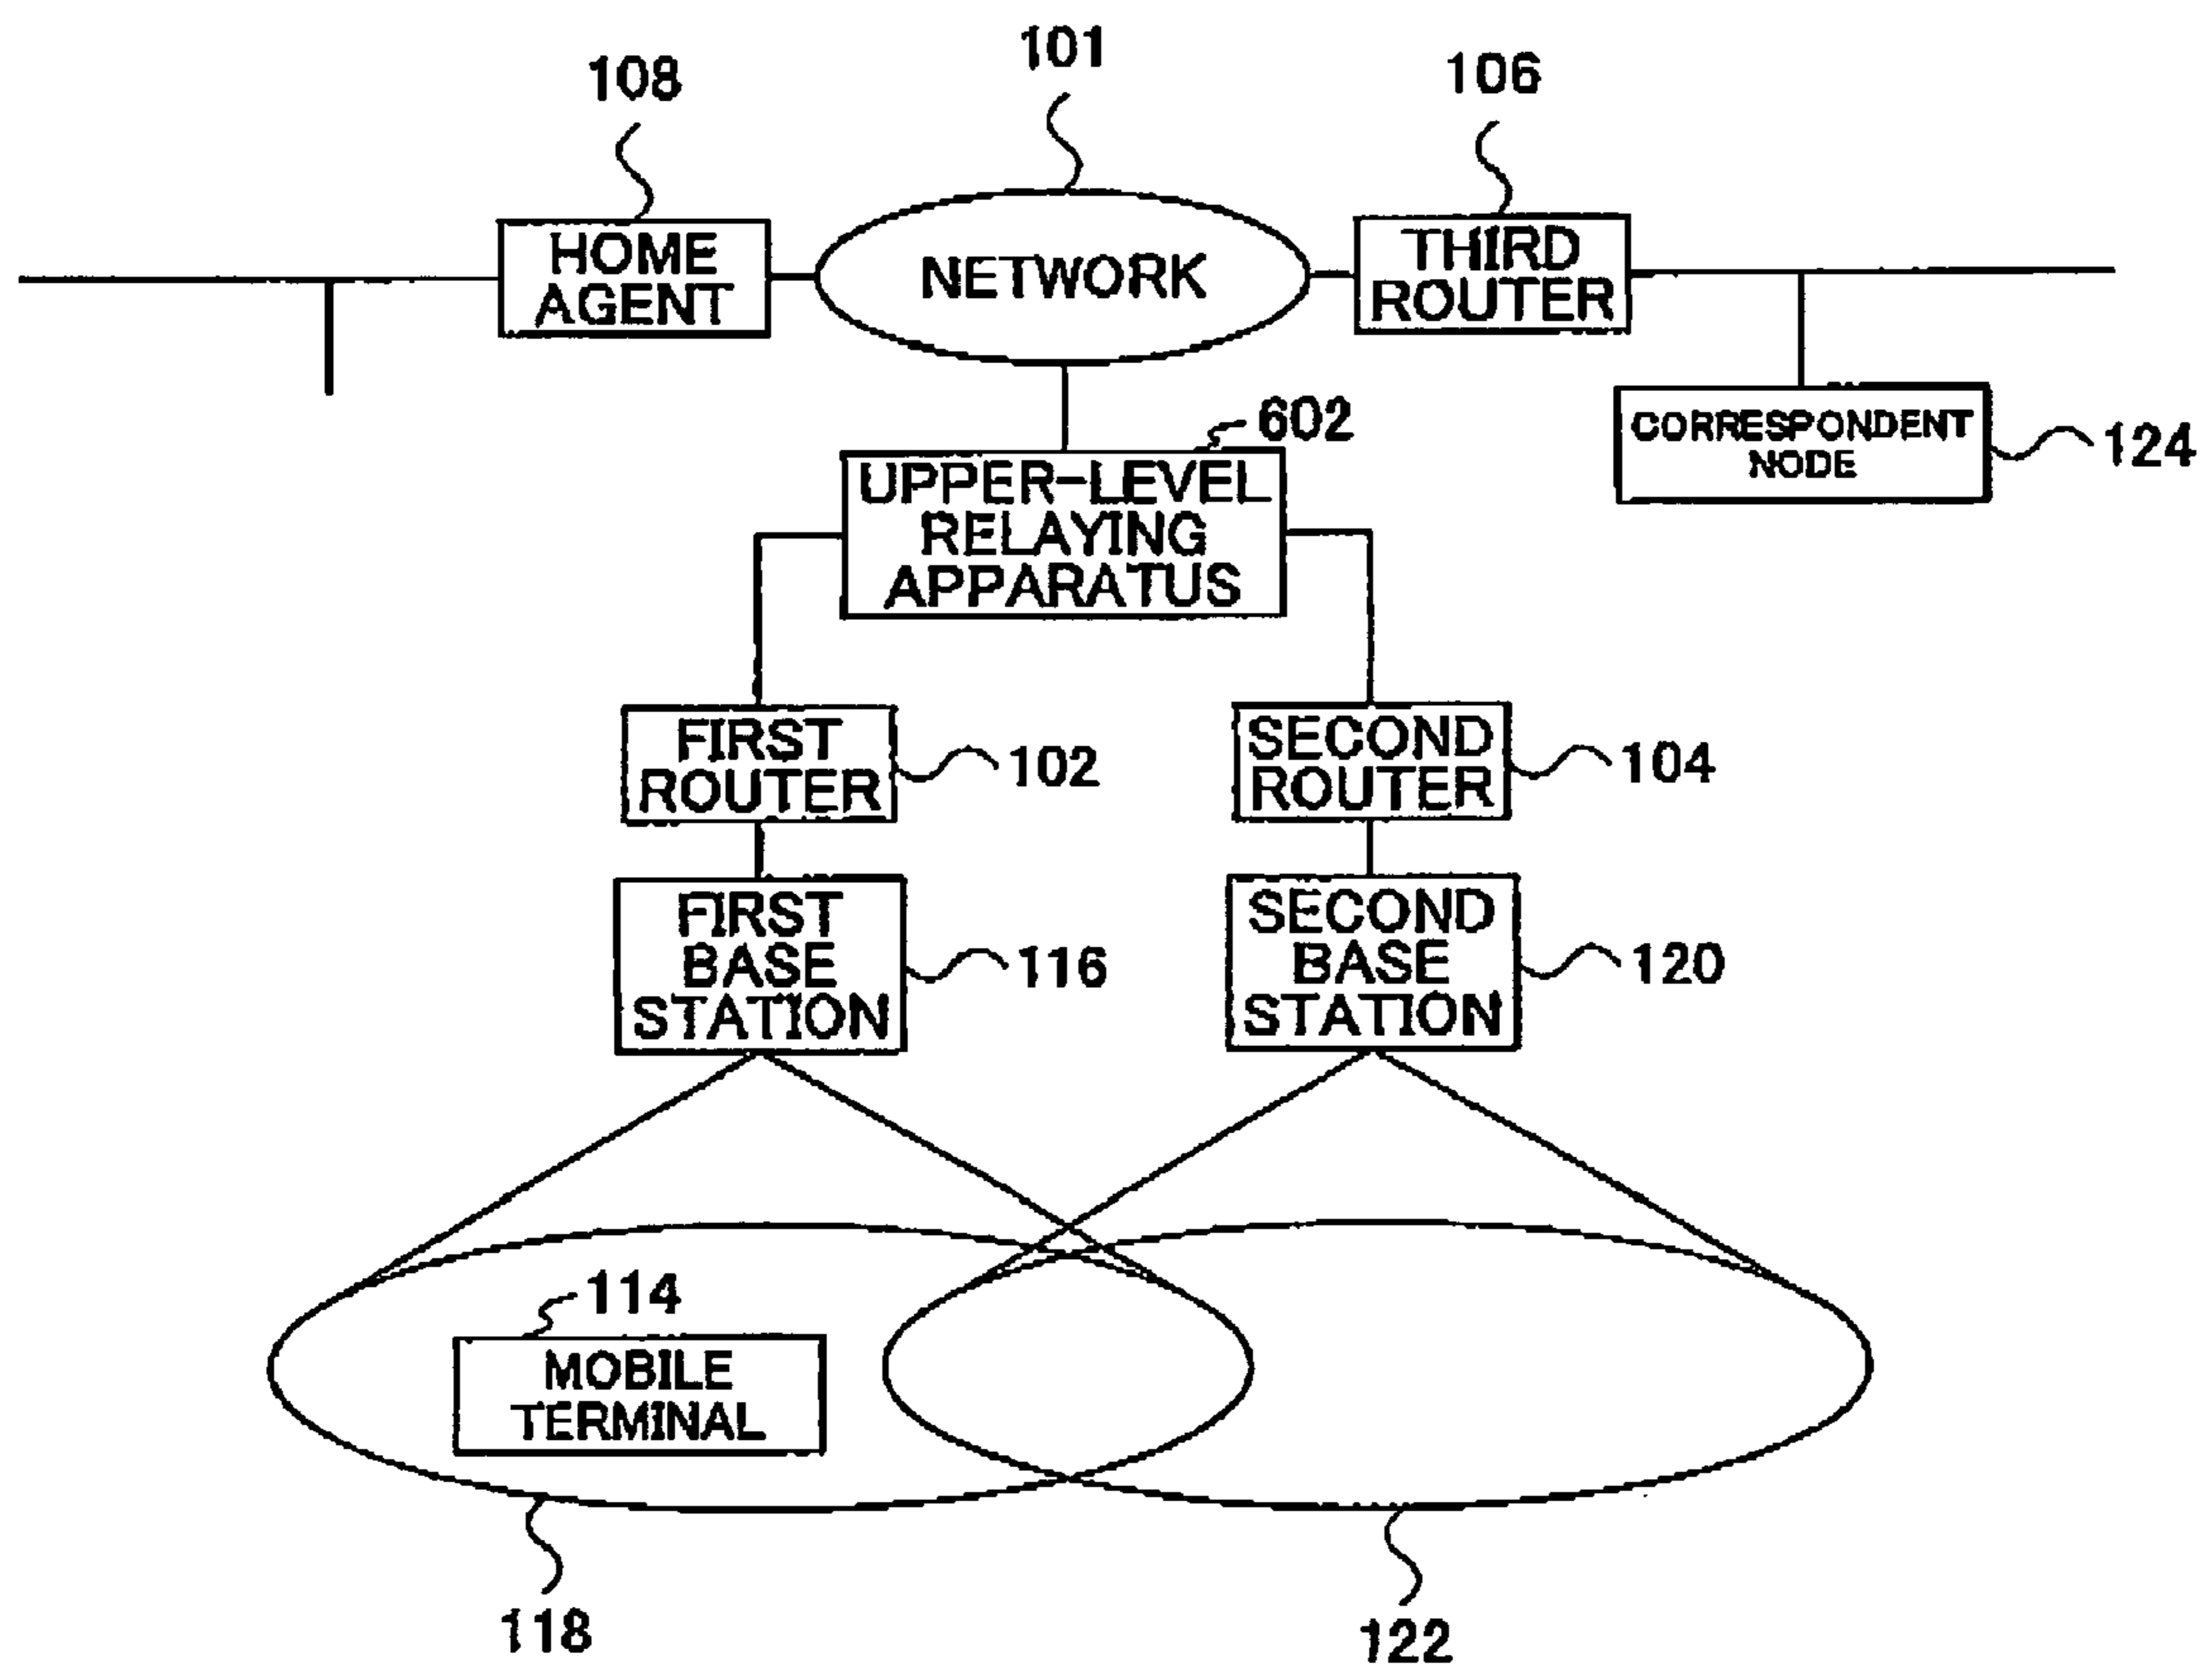 108
101
106
HOME
AGENT
NETWORK
THIRD
ROUTER
602
CORRESPONDENT
NODE
124
UPPER-LEVEL
RELAYING
APPARATUS
FIRST
ROUTER
102
SECOND
ROUTER
104
FIRST
BASE
STATION
116
SECOND
BASE
STATION
120
114
MOBILE
TERMINAL
118
122